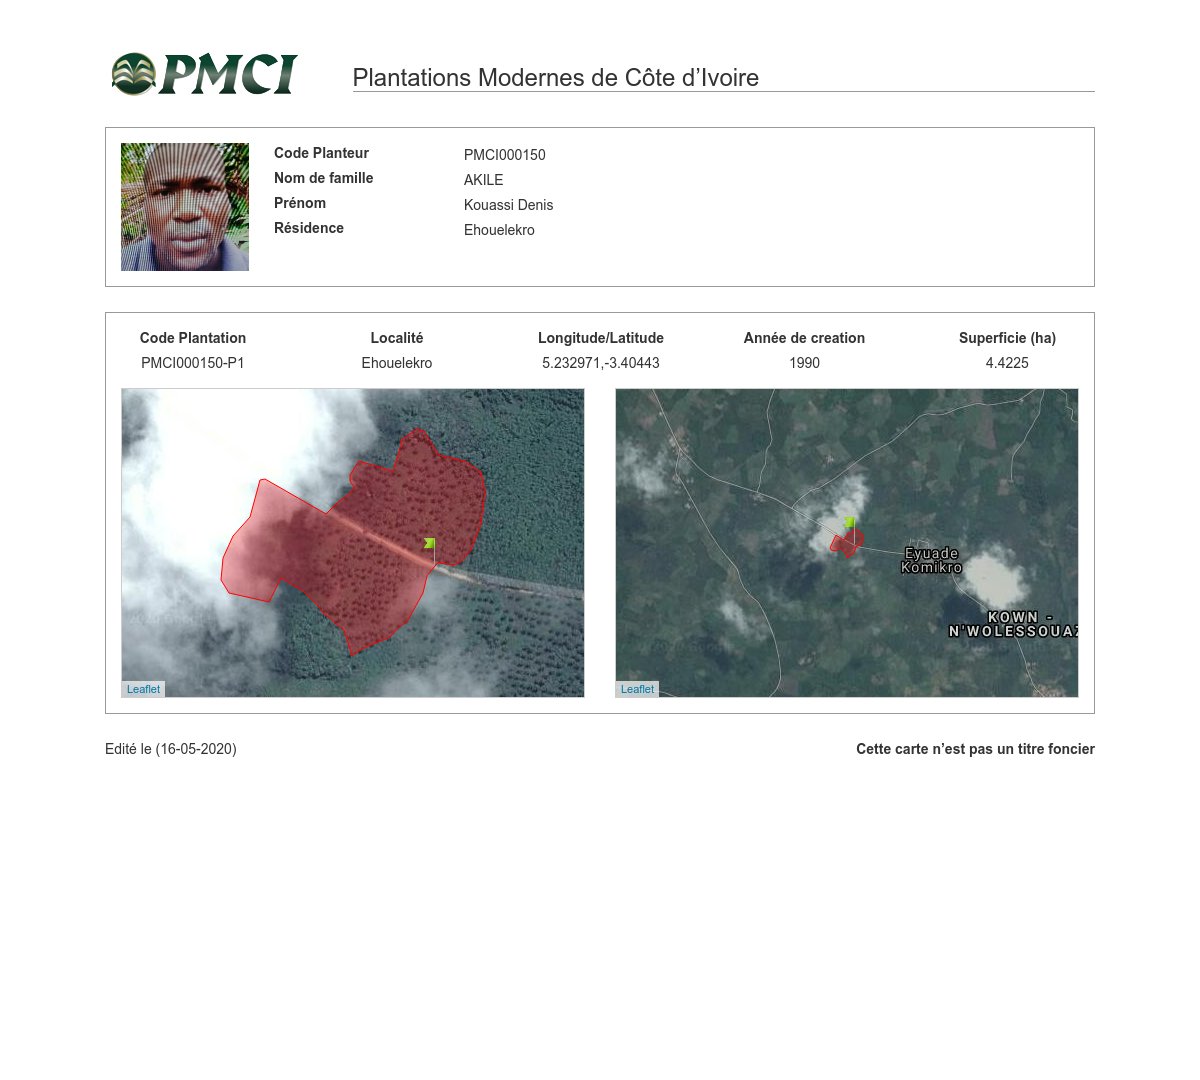 PMCI
Plantations Modernes de Côte d’Ivoire
Code Planteur PMCI000150
Nom de famille AKILE
Prénom Kouassi Denis
Résidence Ehouelekro
Code Plantation Localité Longitude/Latitude Année de creation Superficie (ha)
PMCI000150-P1 Ehouelekro 5.232971,-3.40443 1990 4.4225
Eyuade
Komikro
KOWN -
Leaflet
Leaflet
Edité le (16-05-2020) Cette carte n’est pas un titre foncier